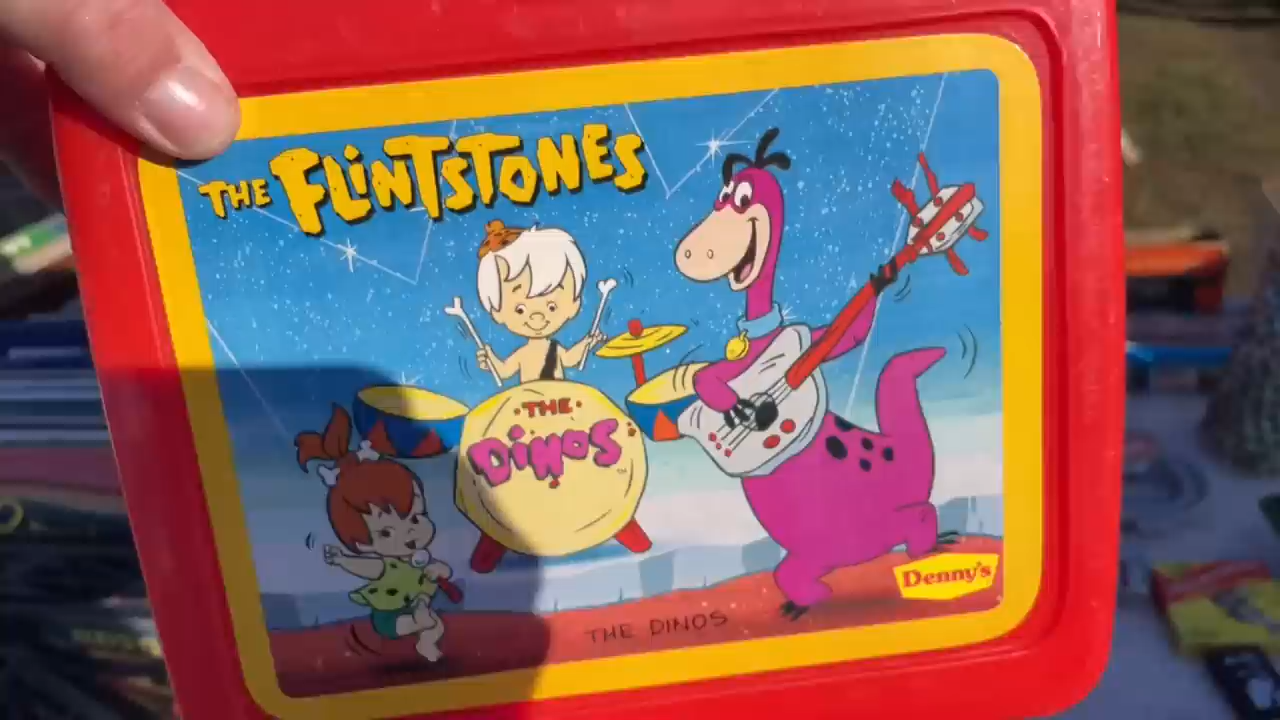 THE FLINTSTONES
THE
DINOS
Denny's
THE DINOS